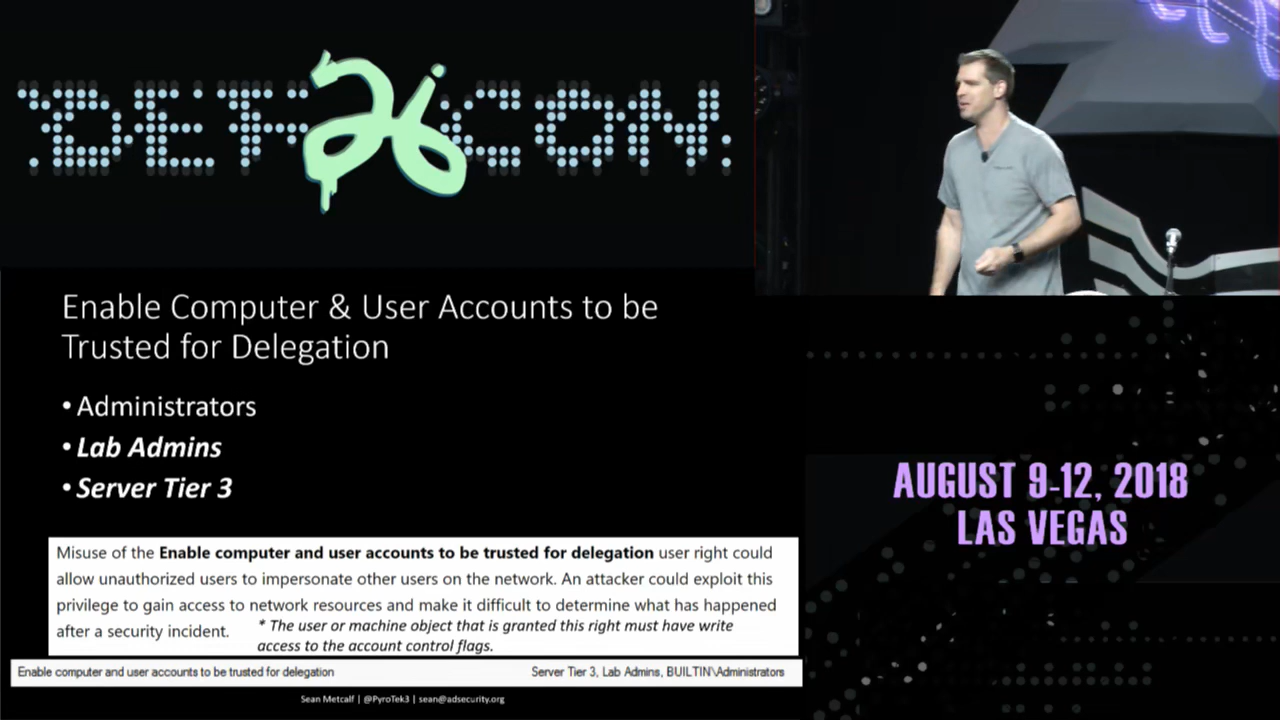 DEF 26 CON
Enable Computer & User Accounts to be
Trusted for Delegation
• Administrators
• Lab Admins
• Server Tier 3
Misuse of the Enable computer and user accounts to be trusted for delegation user right could
allow unauthorized users to impersonate other users on the network. An attacker could exploit this
privilege to gain access to network resources and make it difficult to determine what has happened
after a security incident.
* The user or machine object that is granted this right must have write
access to the account control flags.
Enable computer and user accounts to be trusted for delegation
Server Tier 3, Lab Admins, BUILTIN\Administrators
Sean Metcalf | @PyroTek3 | sean@adsecurity.org
AUGUST 9-12, 2018
LAS VEGAS